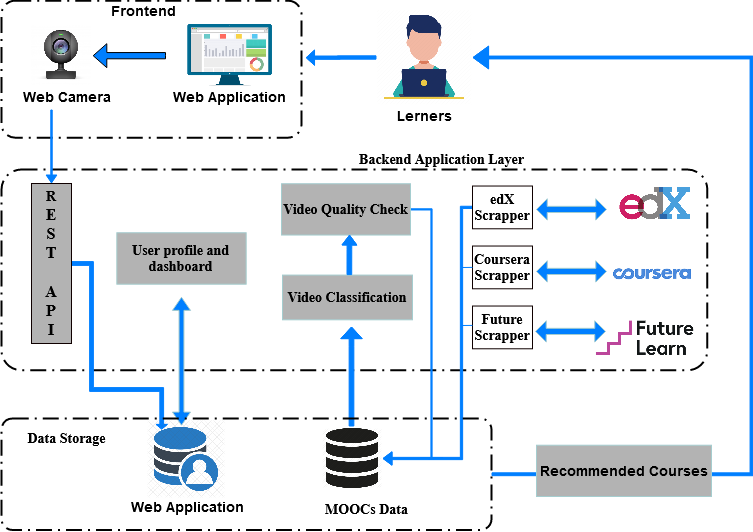 Frontend
Web Camera
Web Application
Lerners
Backend Application Layer
REST API
User profile and
dashboard
Video Quality Check
Video Classification
edX
Scrapper
Coursera
Scrapper
Future
Scrapper
edX
coursera
Future
Learn
Data Storage
Web Application
MOOCs Data
Recommended Courses